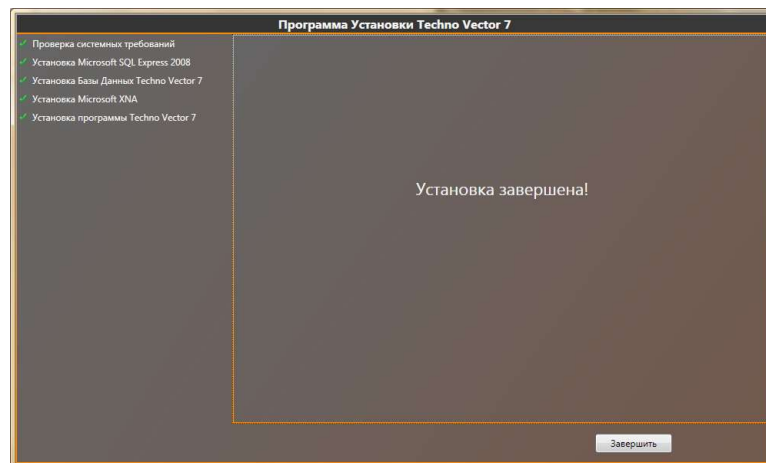 Программа Установки Techno Vector 7
Проверка системных требований
Установка Microsoft SQL Express 2008
Установка Базы Данных Techno Vector 7
Установка Microsoft XNA
Установка программы Techno Vector 7
Установка завершена!
Завершить